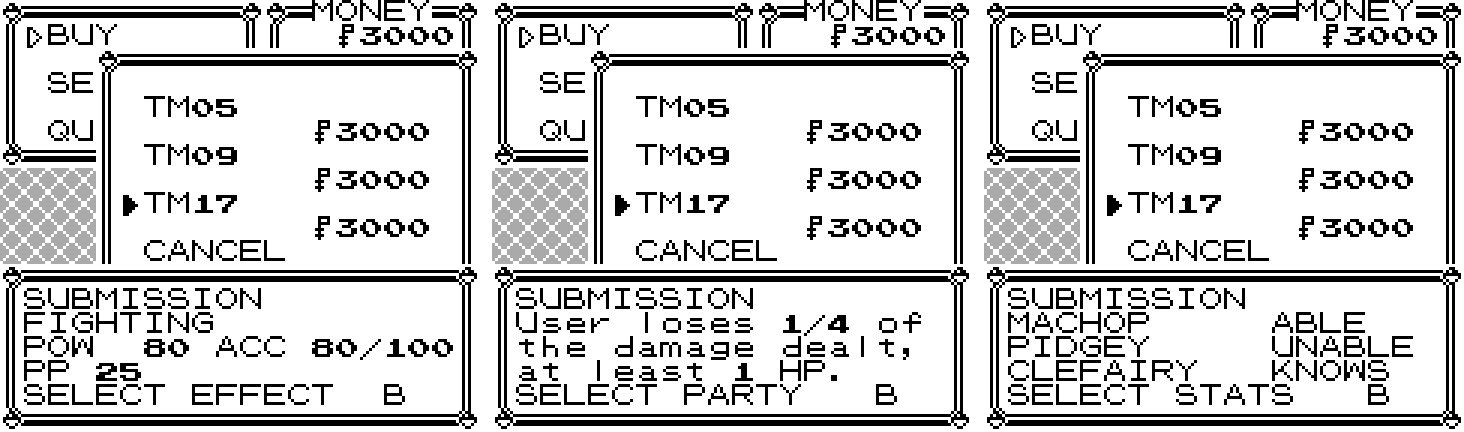 MONEY
▷BUY
₽3000
SE
TM05
₽3000
QU
TM09
₽3000
▶TM17
₽3000
CANCEL
SUBMISSION
FIGHTING
POW 80 ACC 80/100
PP 25
SELECT EFFECT B
MONEY
▷BUY
₽3000
SE
TM05
₽3000
QU
TM09
₽3000
▶TM17
₽3000
CANCEL
SUBMISSION
User loses 1/4 of
the damage dealt,
at least 1 HP.
SELECT PARTY B
MONEY
▷BUY
₽3000
SE
TM05
₽3000
QU
TM09
₽3000
▶TM17
₽3000
CANCEL
SUBMISSION
MACHOP ABLE
PIDGEY UNABLE
CLEFAIRY KNOWS
SELECT STATS B